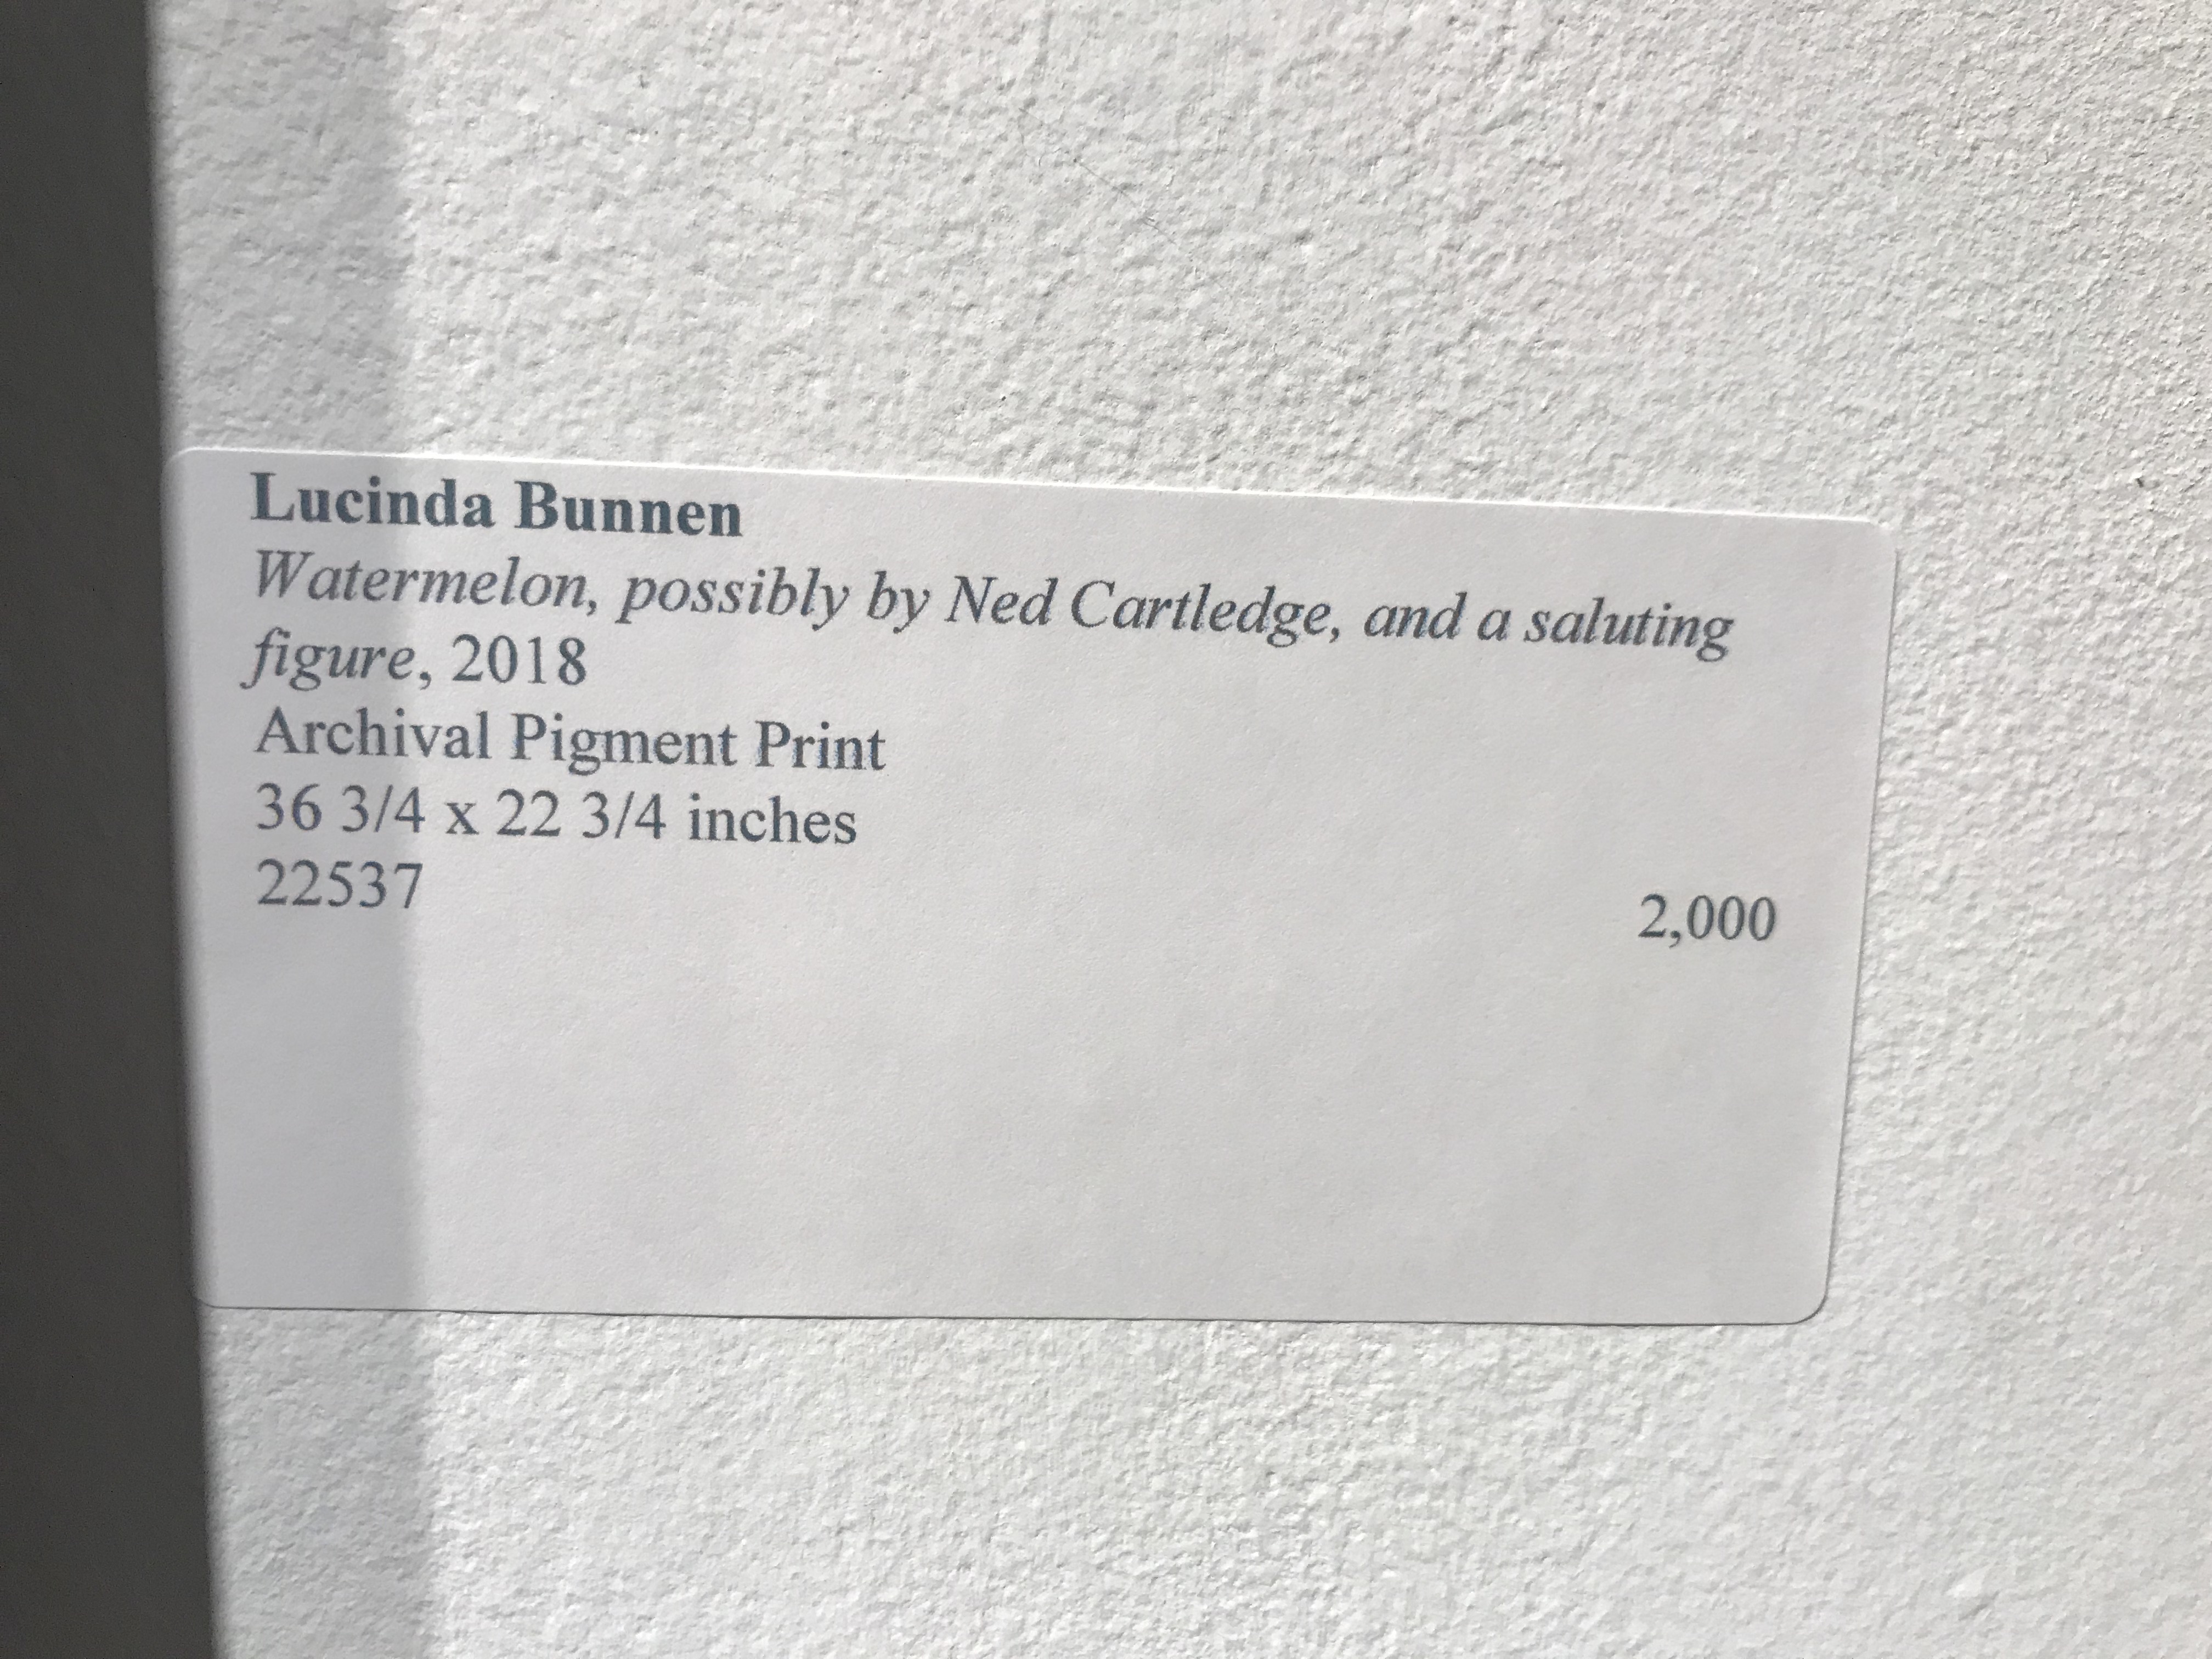 Lucinda Bunnen
Watermelon, possibly by Ned Cartledge, and a saluting
figure, 2018
Archival Pigment Print
36 3/4 x 22 3/4 inches
22537
2,000